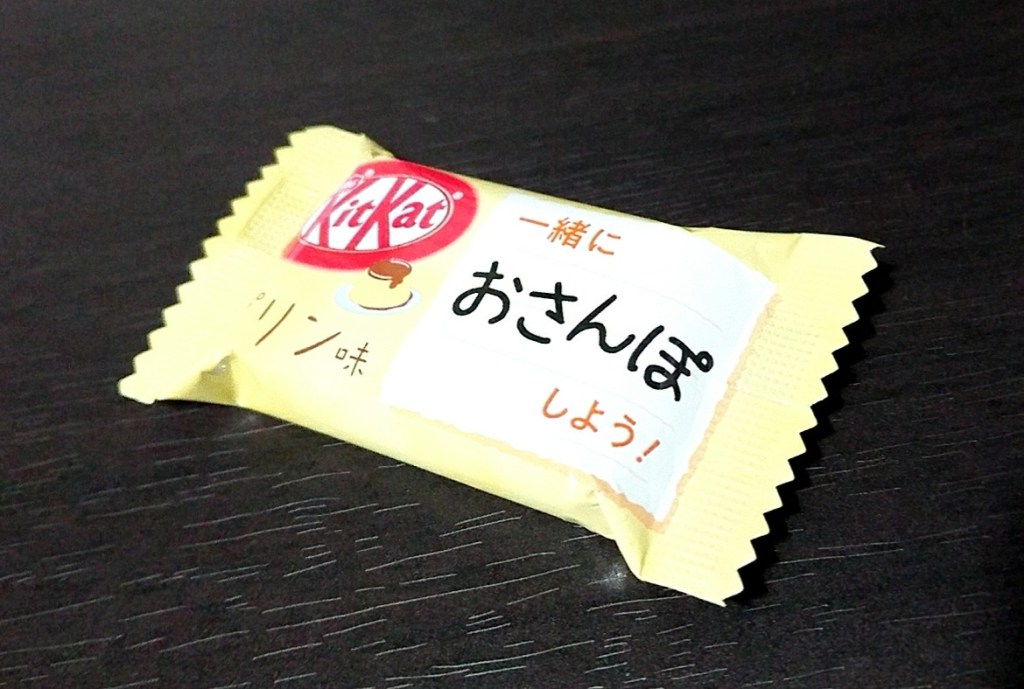 KitKat
プリン味
一緒に
おさんぽ
しよう!